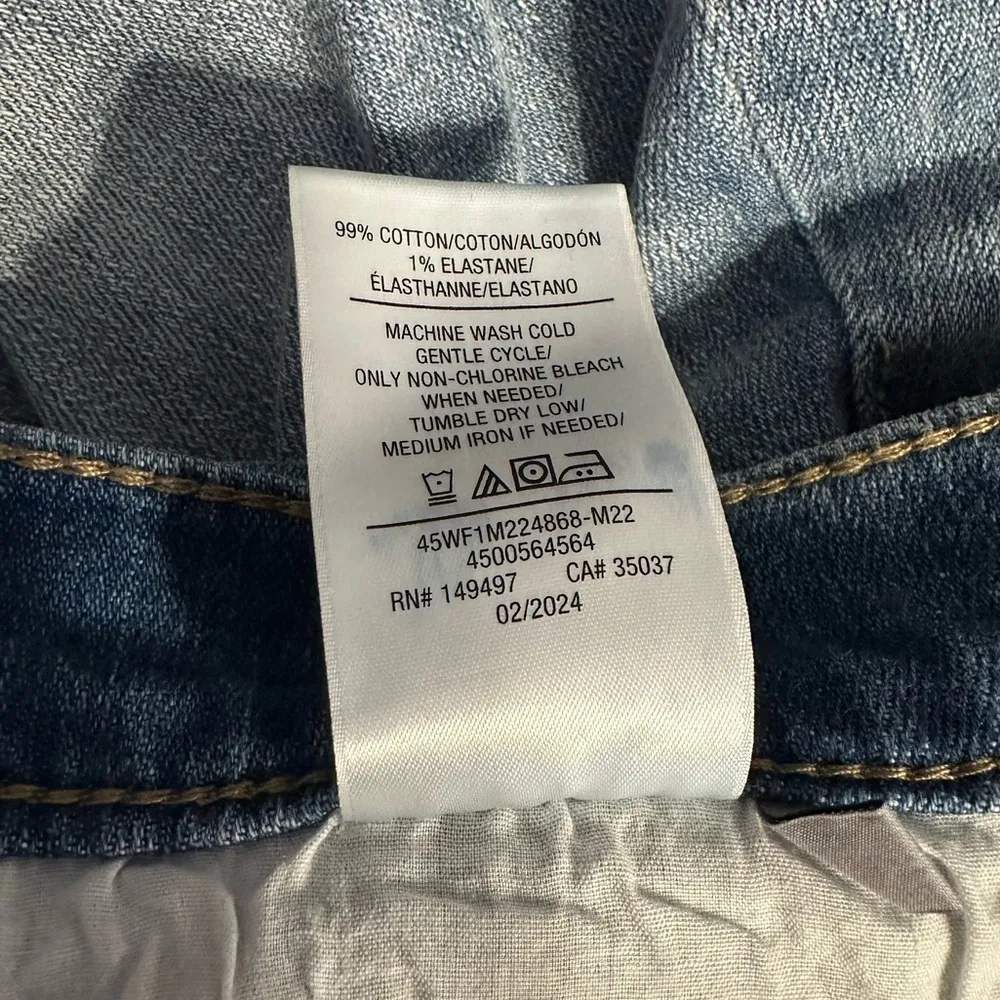 99% COTTON/COTON/ALGODÓN
1% ELASTANE/
ÉLASTHANNE/ELASTANO
MACHINE WASH COLD
GENTLE CYCLE/
ONLY NON-CHLORINE BLEACH
WHEN NEEDED/
TUMBLE DRY LOW/
MEDIUM IRON IF NEEDED/
45WF1M224868-M22
4500564564
RN# 149497 CA# 35037
02/2024